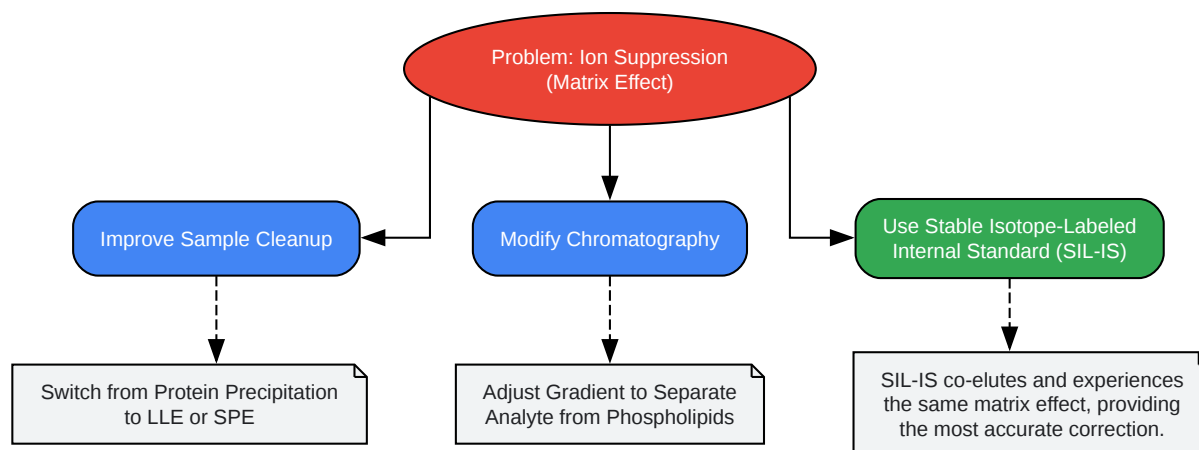 Problem: Ion Suppression
(Matrix Effect)
Improve Sample Cleanup
Modify Chromatography
Use Stable Isotope-Labeled
Internal Standard (SIL-IS)
Switch from Protein Precipitation
to LLE or SPE
Adjust Gradient to Separate
Analyte from Phospholipids
SIL-IS co-elutes and experiences
the same matrix effect, providing
the most accurate correction.